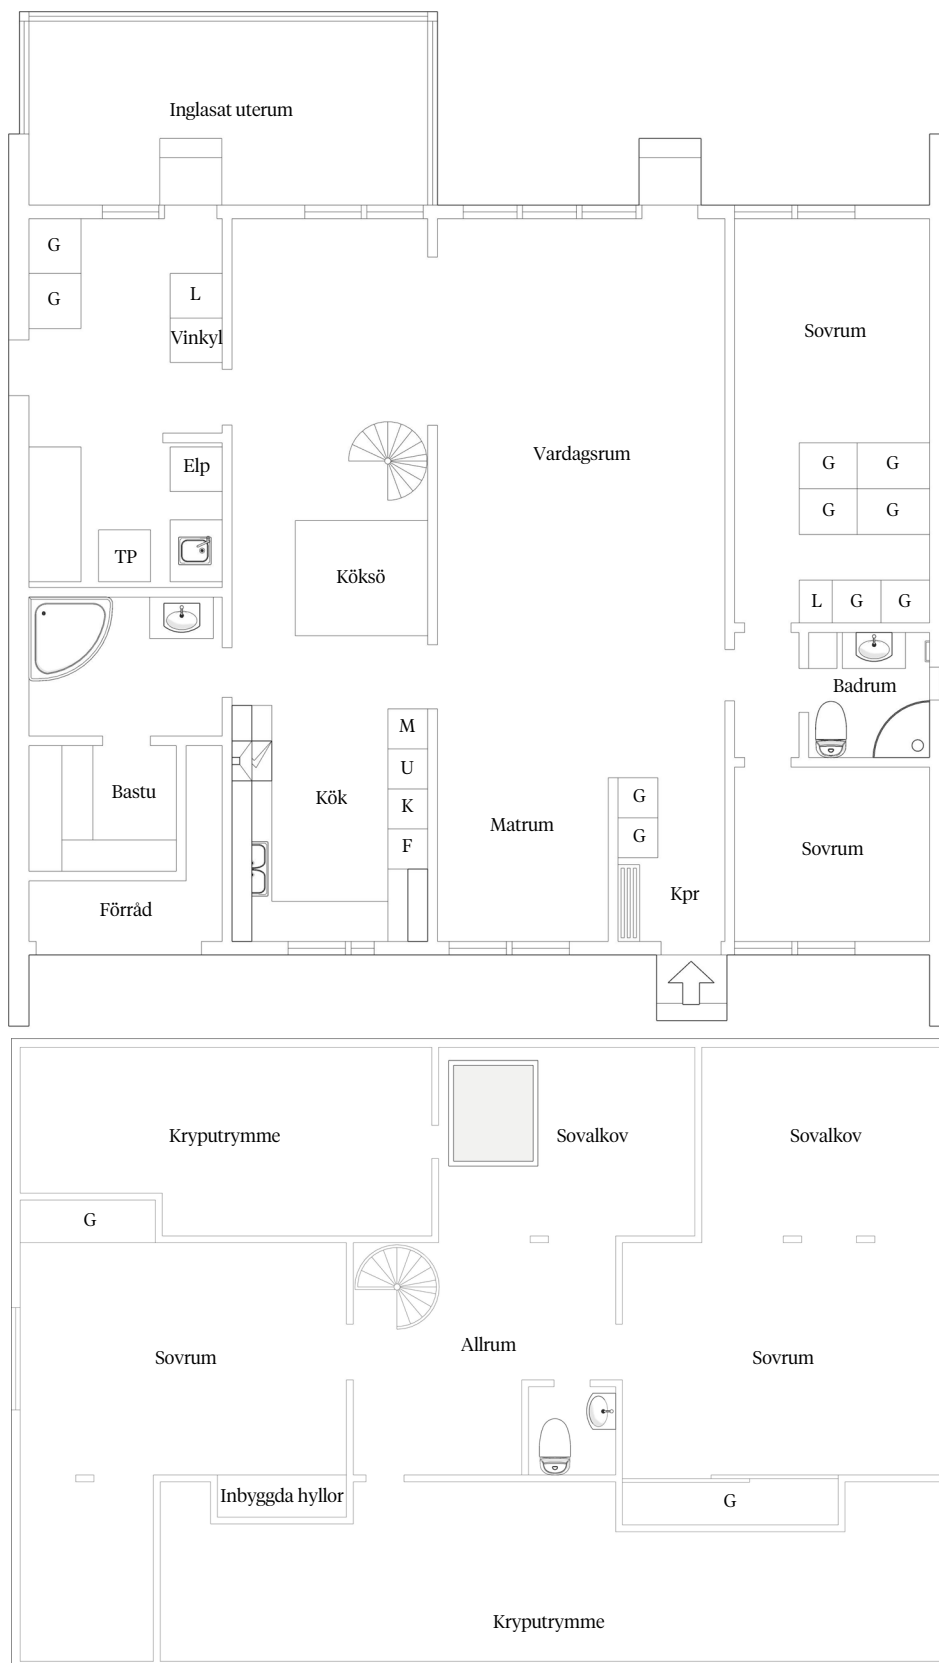 Inglasat uterum
G
G
L
Vinkyl
Sovrum
Vardagsrum
Elp
G
G
G
G
TP
Köksö
L
G
G
Badrum
M
U
K
F
Bastu
Kök
Matrum
G
G
Sovrum
Kpr
Förråd
Kryputrymme
Sovalkov
Sovalkov
G
Allrum
Sovrum
Sovrum
Inbyggda hyllor
G
Kryputrymme